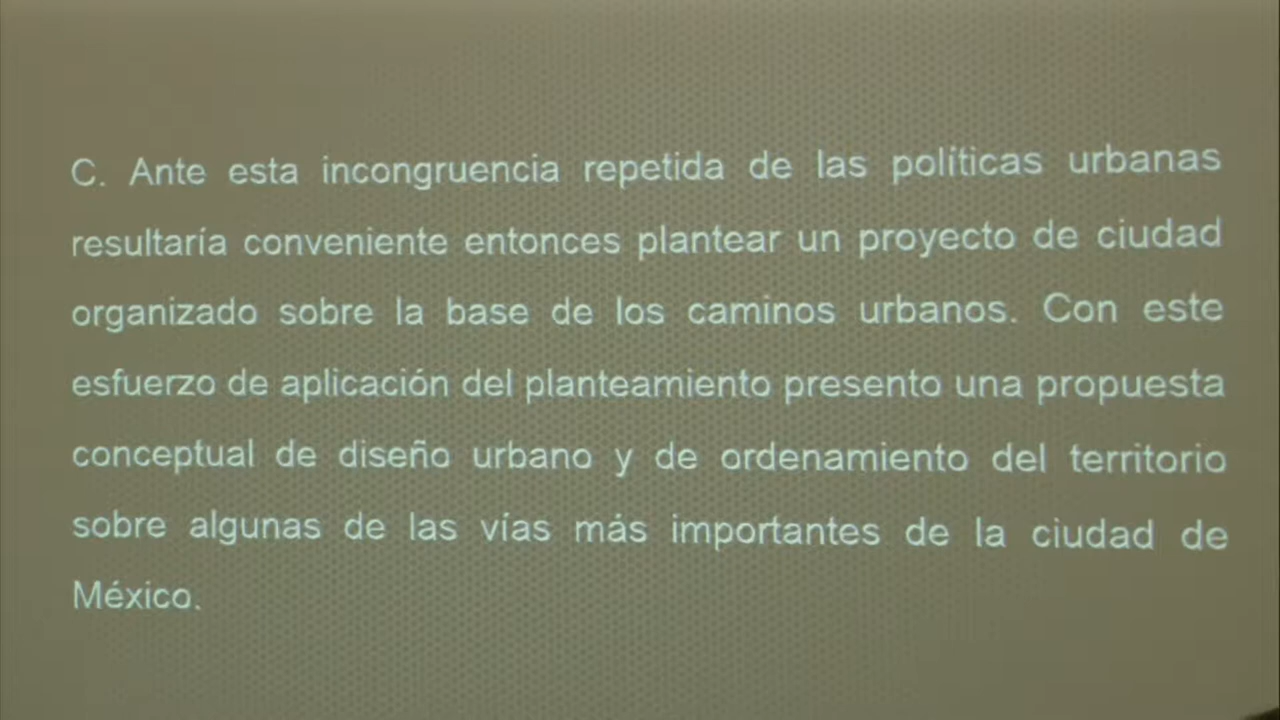 C. Ante esta incongruencia repetida de las políticas urbanas
resultaría conveniente entonces plantear un proyecto de ciudad
organizado sobre la base de los caminos urbanos. Con este
esfuerzo de aplicación del planteamiento presento una propuesta
conceptual de diseño urbano y de ordenamiento del territorio
sobre algunas de las vías más importantes de la ciudad de
México.